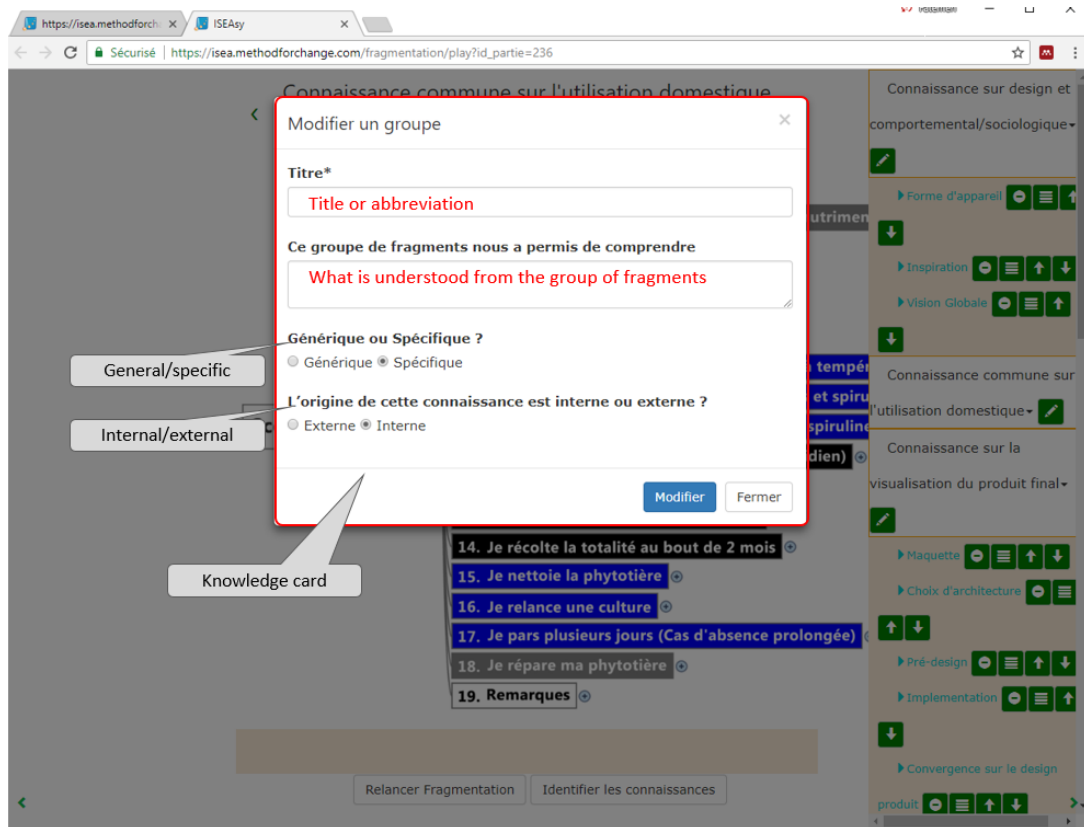 https://isea.methodforch
ISEAsy
Sécurisé
https://isea.methodforchange.com/fragmentation/play?id_partie=236
Connaissance commune sur l'utilisation domestique
Modifier un groupe
Titre*
Title or abbreviation
Ce groupe de fragments nous a permis de comprendre
What is understood from the group of fragments
Générique ou Spécifique ?
General/specific
Générique Spécifique
L'origine de cette connaissance est interne ou externe ?
Internal/external
Externe Interne
Modifier Fermer
Knowledge card
utrimen
tempér
et spiru
spiruline
dien)
14. Je récolte la totalité au bout de 2 mois
15. Je nettoie la phytotière
16. Je relance une culture
17. Je pars plusieurs jours (Cas d'absence prolongée)
18. Je répare ma phytotière
19. Remarques
Relancer Fragmentation Identifier les connaissances
Connaissance sur design et
comportemental/sociologique
Forme d'appareil
Inspiration
Vision Globale
Connaissance commune sur
l'utilisation domestique
Connaissance sur la
visualisation du produit final
Maquette
Choix d'architecture
Pré-design
Implementation
Convergence sur le design
produit